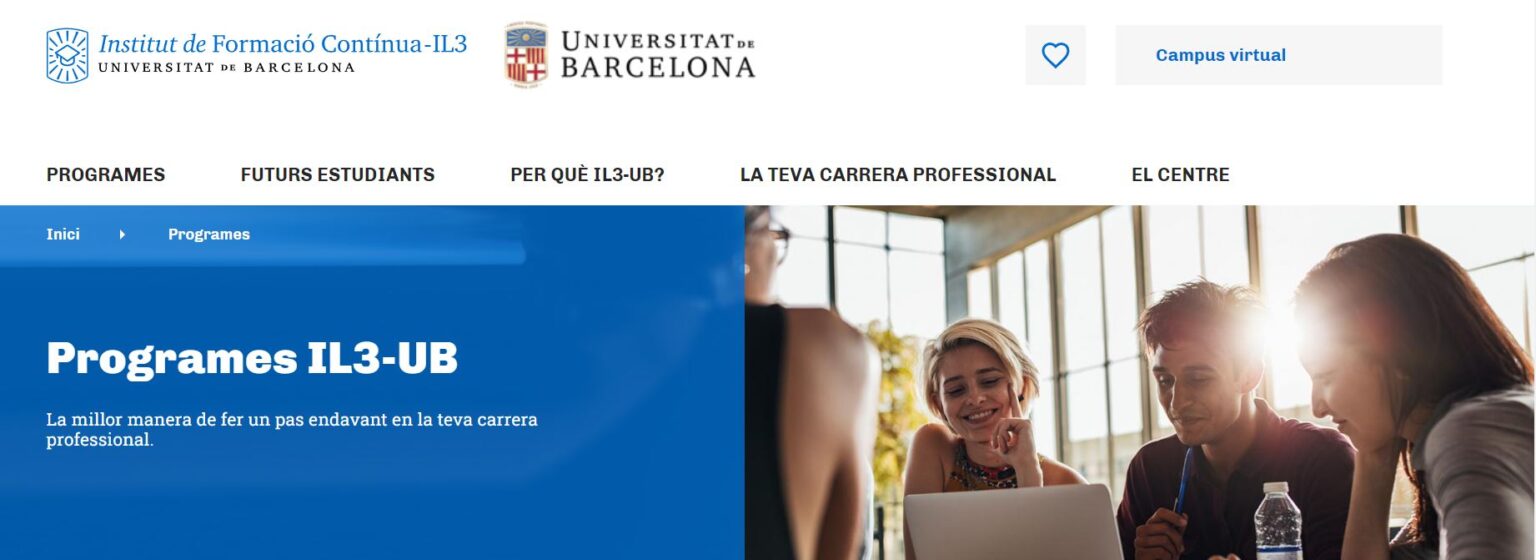 Institut de Formació Contínua-IL3
UNIVERSITAT DE BARCELONA
UNIVERSITAT DE
BARCELONA
Campus virtual
PROGRAMES
FUTURS ESTUDIANTS
PER QUÈ IL3-UB?
LA TEVA CARRERA PROFESSIONAL
EL CENTRE
Inici
Programes
Programes IL3-UB
La millor manera de fer un pas endavant en la teva carrera
professional.